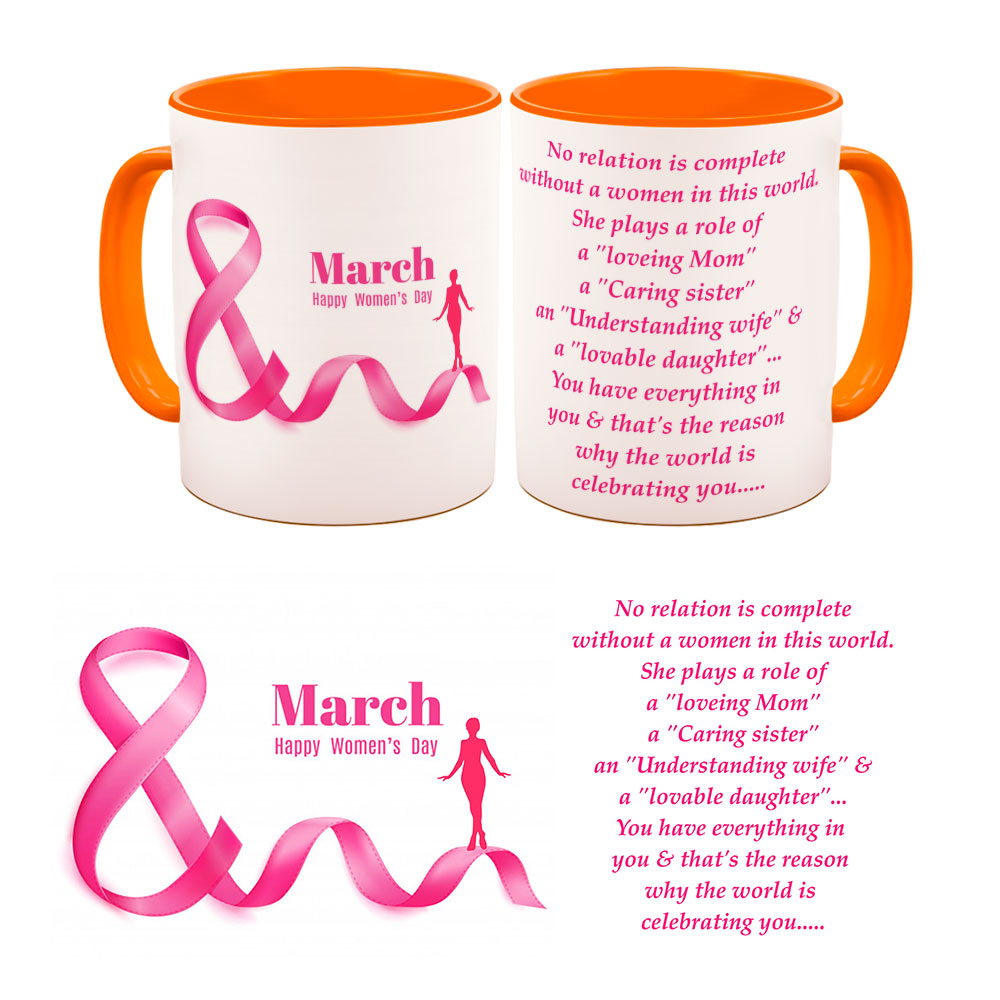 March
Happy Women's Day
No relation is complete
without a women in this world.
She plays a role of
a "loveing Mom"
a "Caring sister"
an "Understanding wife" &
a "lovable daughter"...
You have everything in
you & that's the reason
why the world is
celebrating you.....
March
Happy Women's Day
No relation is complete
without a women in this world.
She plays a role of
a "loveing Mom"
a "Caring sister"
an "Understanding wife" &
a "lovable daughter"...
You have everything in
you & that's the reason
why the world is
celebrating you.....